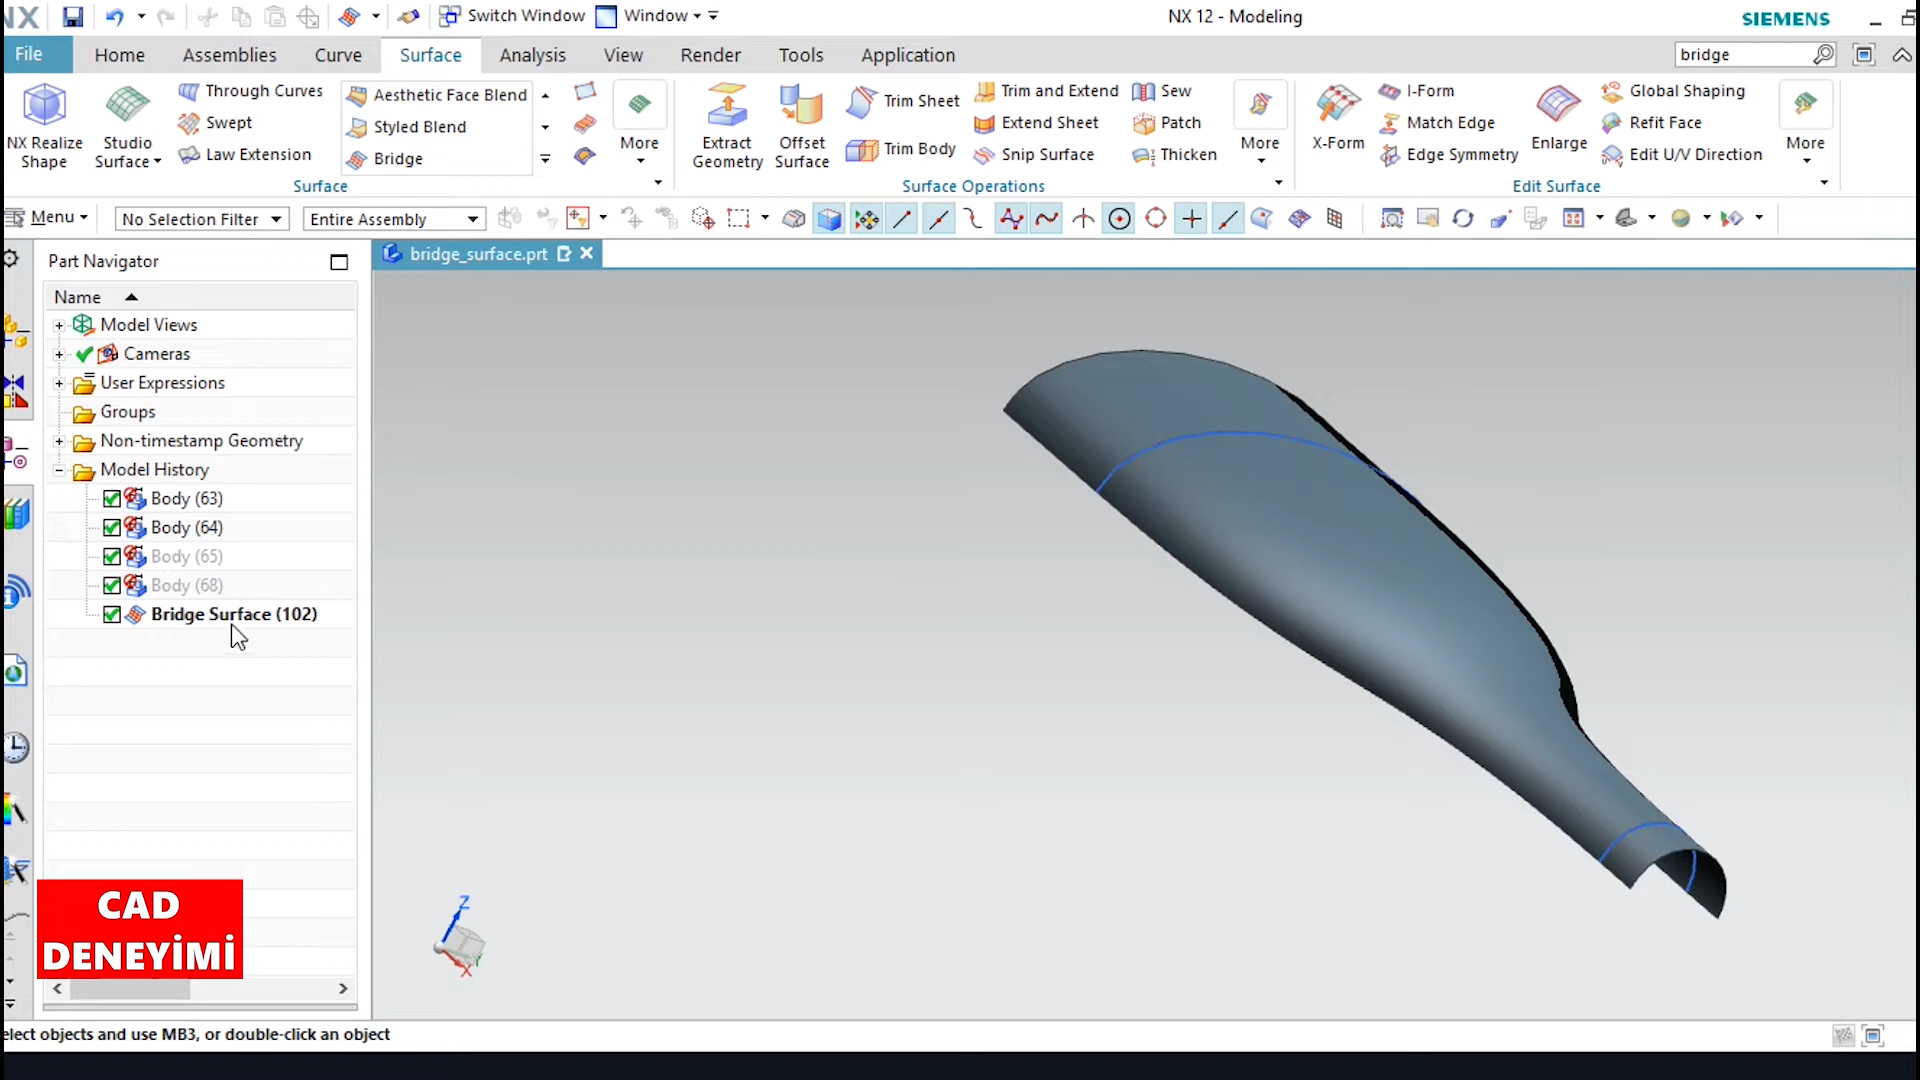 NX
Switch Window
Window
NX 12 - Modeling
SIEMENS
File
Home
Assemblies
Curve
Surface
Analysis
View
Render
Tools
Application
bridge
NX Realize
Shape
Studio
Surface
Through Curves
Swept
Law Extension
Aesthetic Face Blend
Styled Blend
Bridge
More
Surface
Extract
Geometry
Offset
Surface
Trim Sheet
Trim Body
Trim and Extend
Extend Sheet
Snip Surface
Sew
Patch
Thicken
More
Surface Operations
X-Form
I-Form
Match Edge
Edge Symmetry
Enlarge
Global Shaping
Refit Face
Edit U/V Direction
More
Edit Surface
Menu
No Selection Filter
Entire Assembly
Part Navigator
bridge_surface.prt
Name
Model Views
Cameras
User Expressions
Groups
Non-timestamp Geometry
Model History
Body (63)
Body (64)
Body (65)
Body (68)
Bridge Surface (102)
Z
Y
X
CAD
DENEYİMİ
elect objects and use MB3, or double-click an object